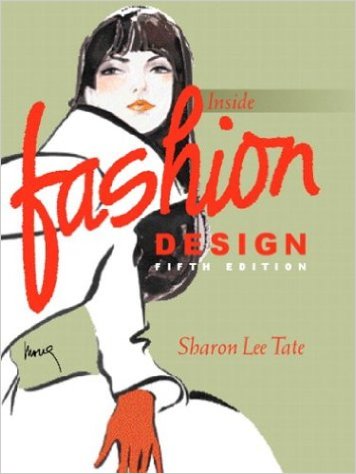 Inside
fashion
DESIGN
FIFTH EDITION
Sharon Lee Tate